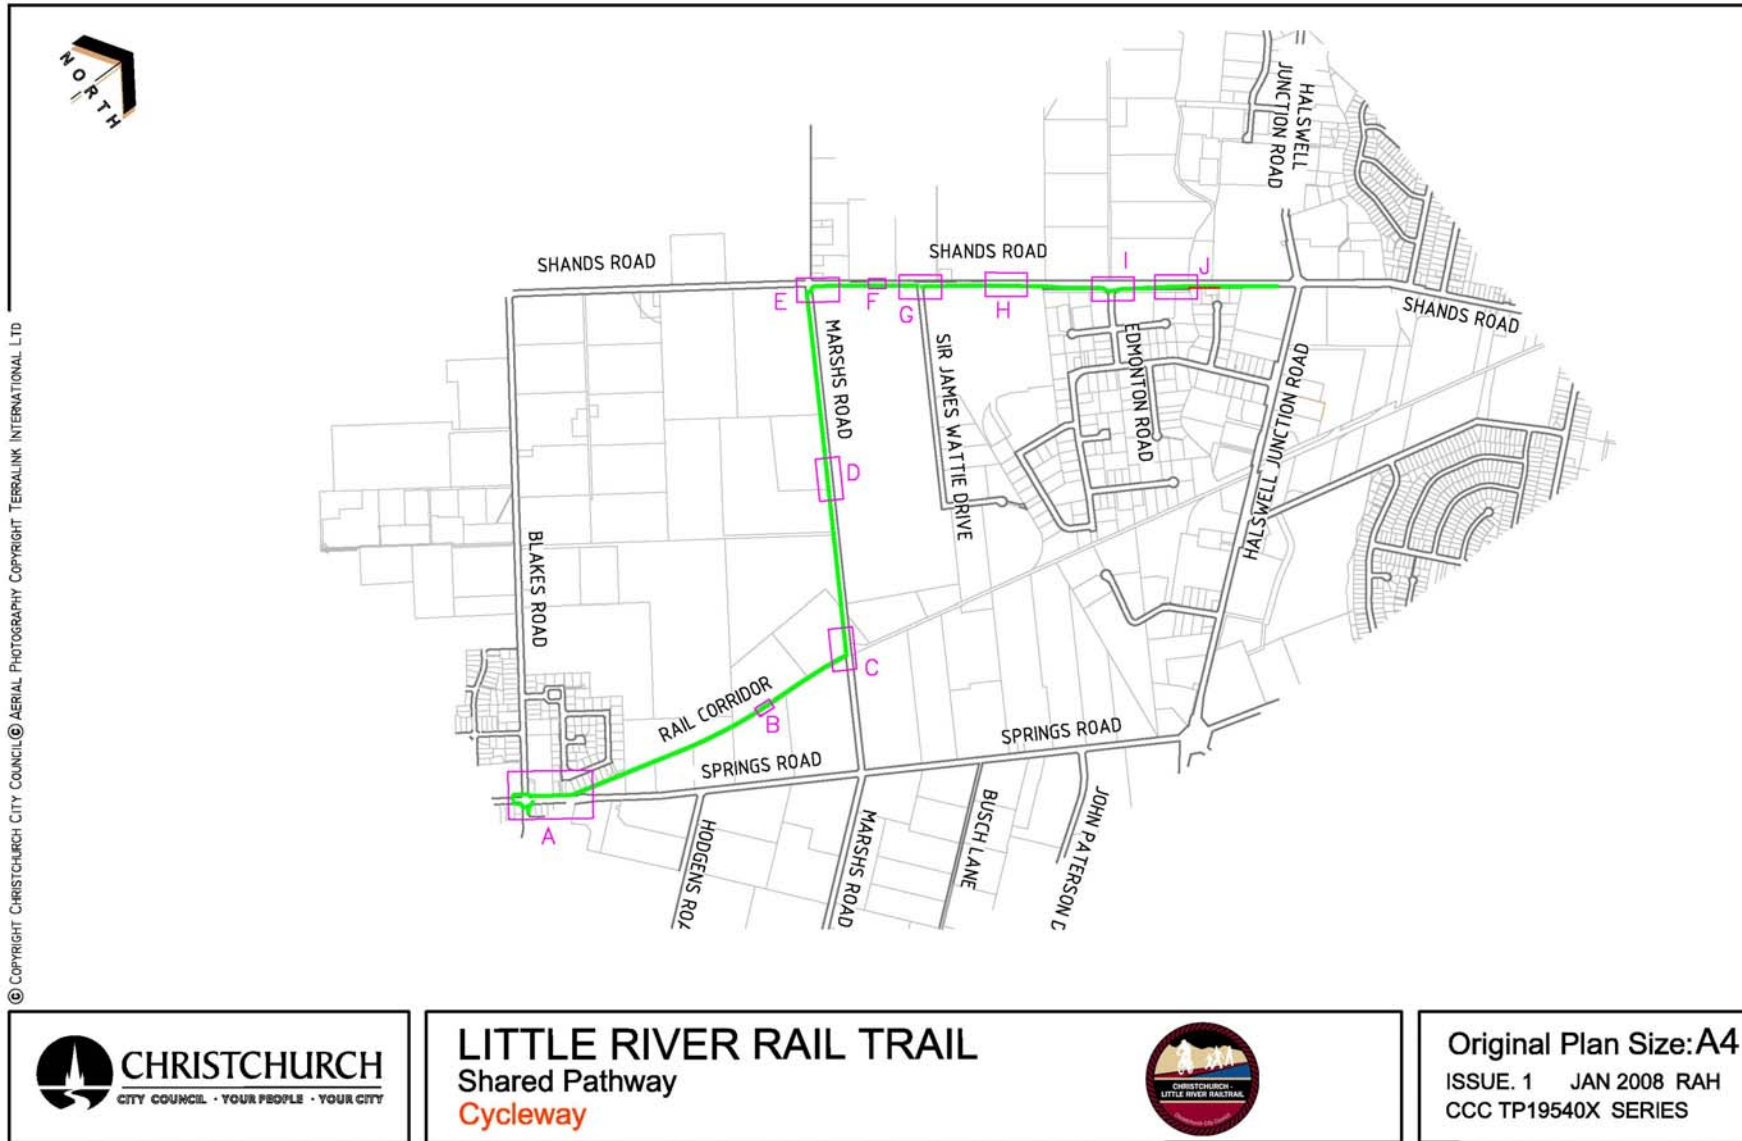 NORTH
HALSWELL
JUNCTION ROAD
SHANDS ROAD
SHANDS ROAD
SHANDS ROAD
E
F
G
H
I
J
MARSHS ROAD
SIR JAMES WATTIE DRIVE
EDMONTON ROAD
HALSWELL JUNCTION ROAD
D
BLAKES ROAD
C
RAIL CORRIDOR
B
SPRINGS ROAD
SPRINGS ROAD
A
HODGENS
MARSHS ROAD
BUSCH LANE
JOHN PATERSON
© COPYRIGHT CHRISTCHURCH CITY COUNCIL © AERIAL PHOTOGRAPHY COPYRIGHT TERRALINK INTERNATIONAL LTD
CHRISTCHURCH
CITY COUNCIL · YOUR PEOPLE · YOUR CITY
LITTLE RIVER RAIL TRAIL
Shared Pathway
Cycleway
CHRISTCHURCH -
LITTLE RIVER RAILTRAIL
Original Plan Size: A4
ISSUE. 1 JAN 2008 RAH
CCC TP19540X SERIES